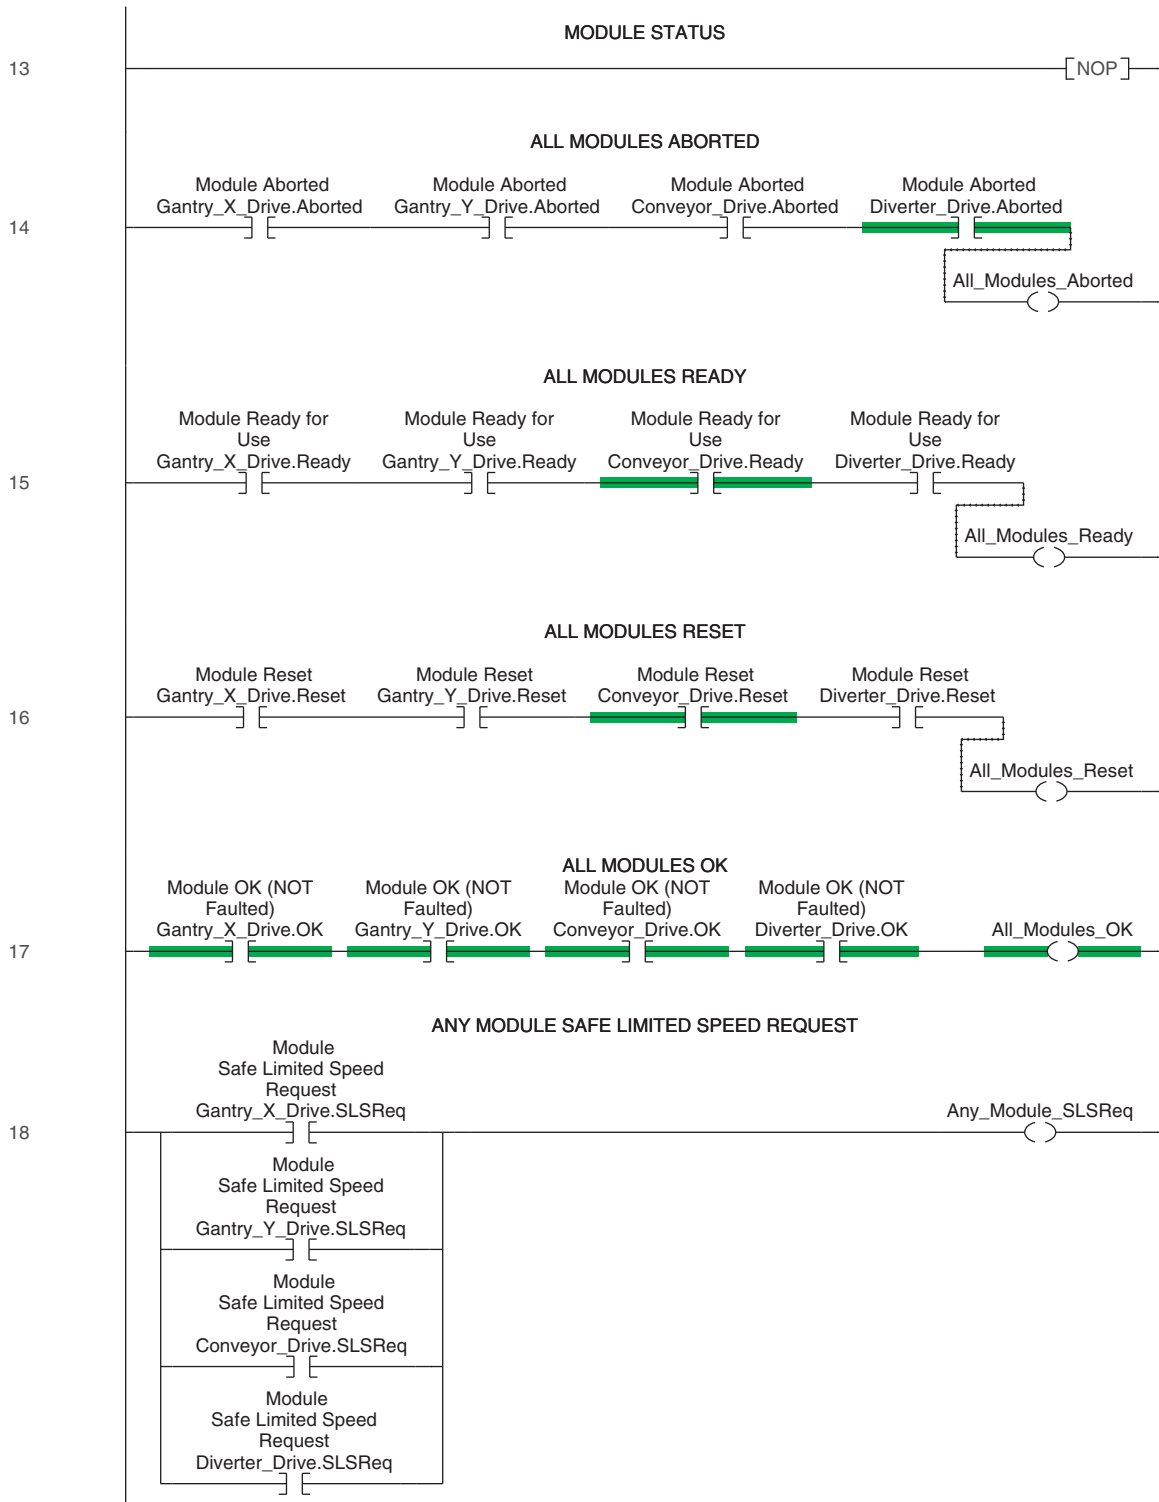 MODULE STATUS
13
NOP
ALL MODULES ABORTED
Module Aborted
Gantry_X_Drive.Aborted
Module Aborted
Gantry_Y_Drive.Aborted
Module Aborted
Conveyor_Drive.Aborted
Module Aborted
Diverter_Drive.Aborted
14
All_Modules_Aborted
ALL MODULES READY
Module Ready for
Use
Gantry_X_Drive.Ready
Module Ready for
Use
Gantry_Y_Drive.Ready
Module Ready for
Use
Conveyor_Drive.Ready
Module Ready for
Use
Diverter_Drive.Ready
15
All_Modules_Ready
ALL MODULES RESET
Module Reset
Gantry_X_Drive.Reset
Module Reset
Gantry_Y_Drive.Reset
Module Reset
Conveyor_Drive.Reset
Module Reset
Diverter_Drive.Reset
16
All_Modules_Reset
ALL MODULES OK
Module OK (NOT
Faulted)
Gantry_X_Drive.OK
Module OK (NOT
Faulted)
Gantry_Y_Drive.OK
Module OK (NOT
Faulted)
Conveyor_Drive.OK
Module OK (NOT
Faulted)
Diverter_Drive.OK
All_Modules_OK
17
ANY MODULE SAFE LIMITED SPEED REQUEST
Module
Safe Limited Speed
Request
Gantry_X_Drive.SLSReq
Any_Module_SLSReq
18
Module
Safe Limited Speed
Request
Gantry_Y_Drive.SLSReq
Module
Safe Limited Speed
Request
Conveyor_Drive.SLSReq
Module
Safe Limited Speed
Request
Diverter_Drive.SLSReq